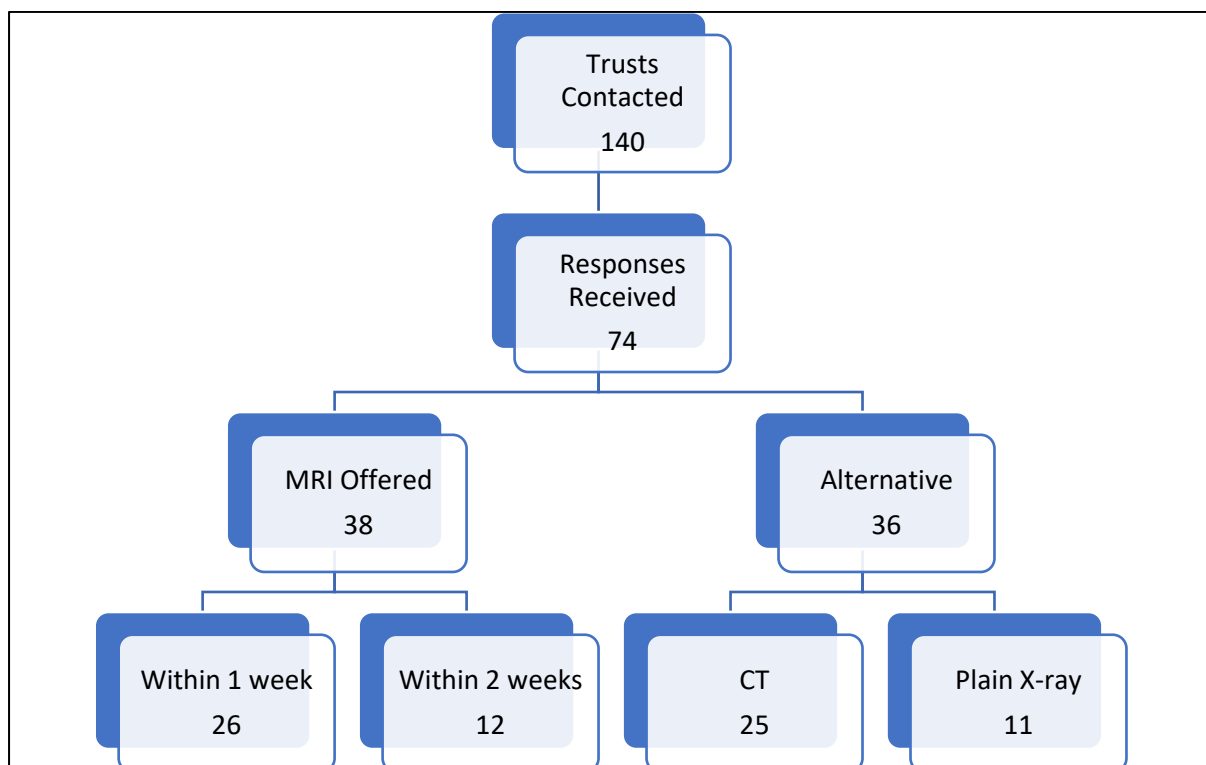 Trusts
Contacted
140
Responses
Received
74
MRI Offered
38
Alternative
36
Within 1 week
26
Within 2 weeks
12
CT
25
Plain X-ray
11